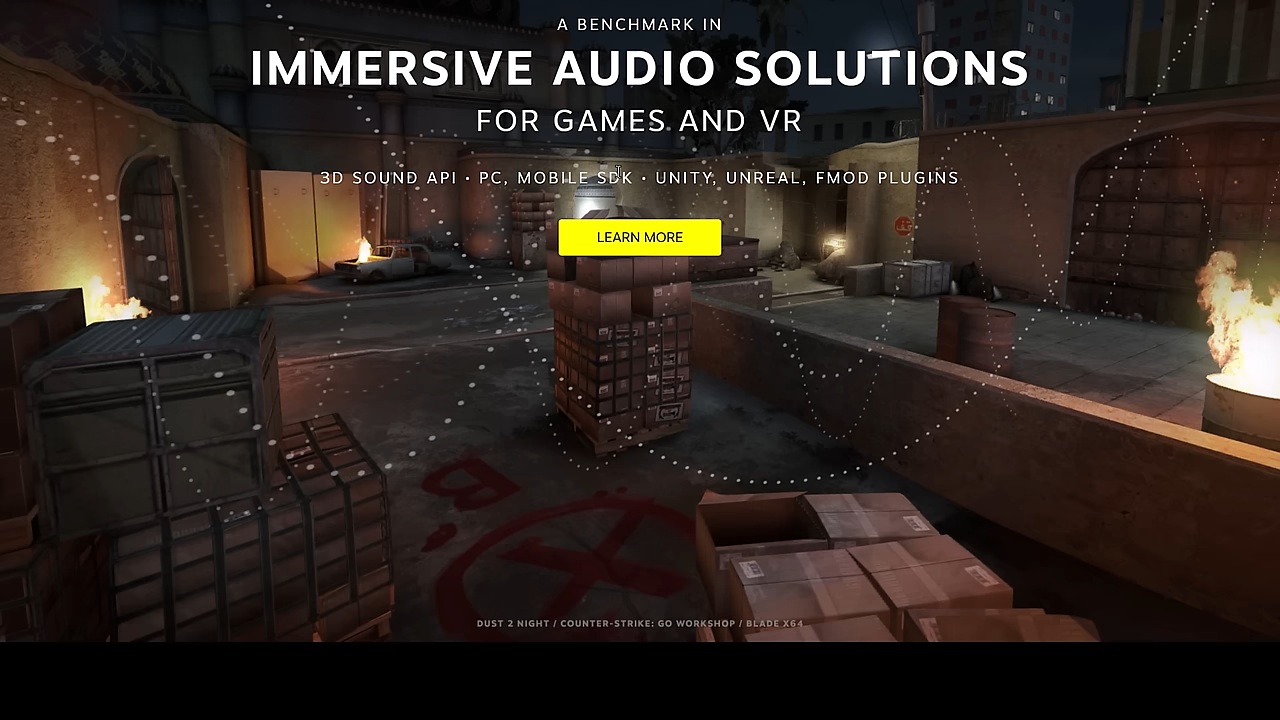 A BENCHMARK IN
IMMERSIVE AUDIO SOLUTIONS
FOR GAMES AND VR
3D SOUND API • PC, MOBILE SDK • UNITY, UNREAL, FMOD PLUGINS
LEARN MORE
B.
DUST 2 NIGHT / COUNTER-STRIKE: GO WORKSHOP / BLADE X64